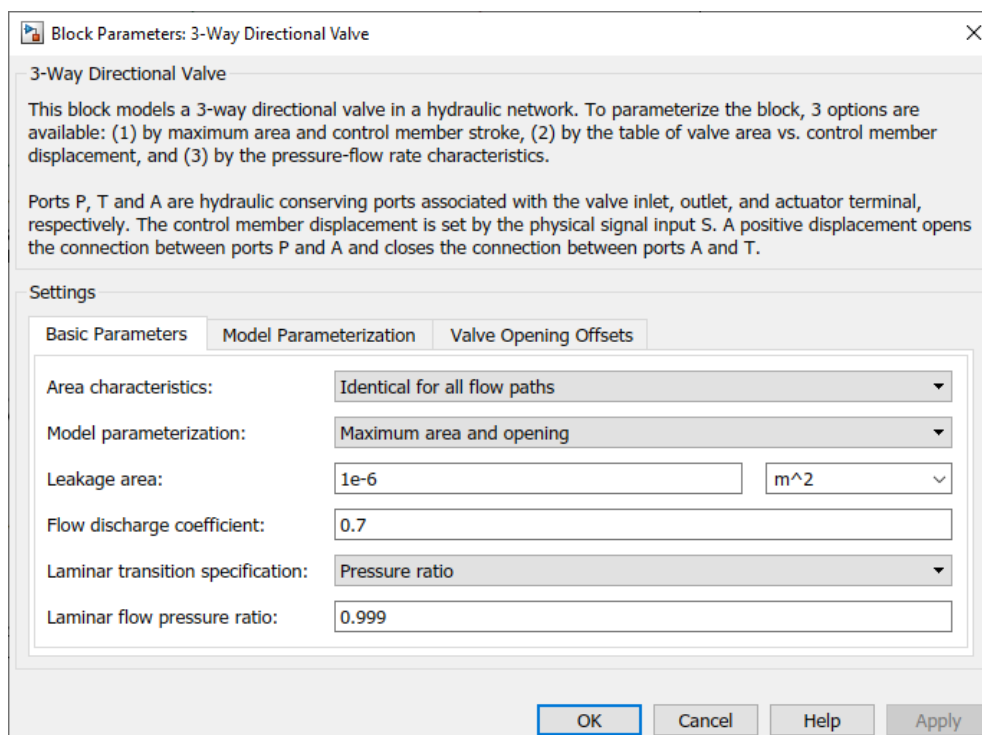 Block Parameters: 3-Way Directional Valve
3-Way Directional Valve
This block models a 3-way directional valve in a hydraulic network. To parameterize the block, 3 options are
available: (1) by maximum area and control member stroke, (2) by the table of valve area vs. control member
displacement, and (3) by the pressure-flow rate characteristics.
Ports P, T and A are hydraulic conserving ports associated with the valve inlet, outlet, and actuator terminal,
respectively. The control member displacement is set by the physical signal input S. A positive displacement opens
the connection between ports P and A and closes the connection between ports A and T.
Settings
Basic Parameters Model Parameterization Valve Opening Offsets
Area characteristics: Identical for all flow paths
Model parameterization: Maximum area and opening
Leakage area: 1e-6 m^2
Flow discharge coefficient: 0.7
Laminar transition specification: Pressure ratio
Laminar flow pressure ratio: 0.999
OK Cancel Help Apply